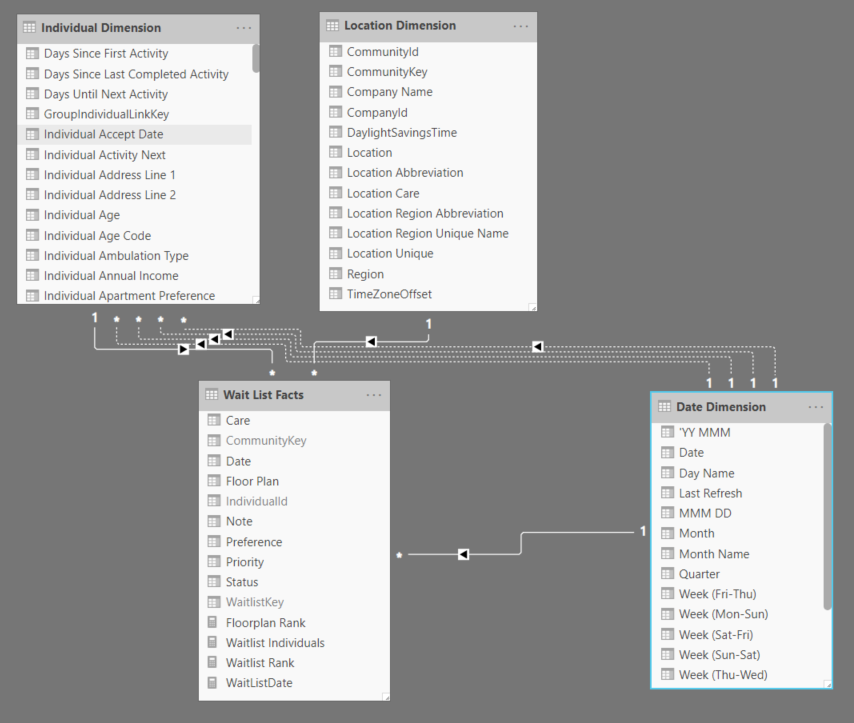 Individual Dimension
Days Since First Activity
Days Since Last Completed Activity
Days Until Next Activity
GroupIndividualLinkKey
Individual Accept Date
Individual Activity Next
Individual Address Line 1
Individual Address Line 2
Individual Age
Individual Age Code
Individual Ambulation Type
Individual Annual Income
Individual Apartment Preference
Location Dimension
CommunityId
CommunityKey
Company Name
CompanyId
DaylightSavingsTime
Location
Location Abbreviation
Location Care
Location Region Abbreviation
Location Region Unique Name
Location Unique
Region
TimeZoneOffset
1 * * * *
1
* *
1 1 1 1
Wait List Facts
Care
CommunityKey
Date
Floor Plan
IndividualId
Note
Preference
Priority
Status
WaitlistKey
Floorplan Rank
Waitlist Individuals
Waitlist Rank
WaitListDate
* 1
Date Dimension
'YY MMM
Date
Day Name
Last Refresh
MMM DD
Month
Month Name
Quarter
Week (Fri-Thu)
Week (Mon-Sun)
Week (Sat-Fri)
Week (Sun-Sat)
Week (Thu-Wed)